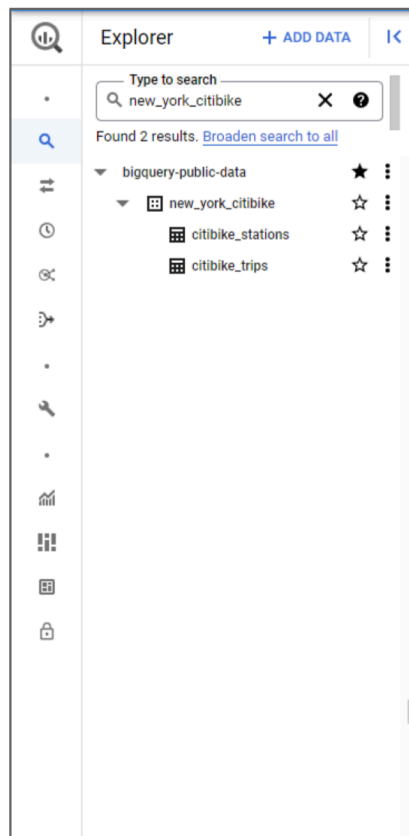 Explorer
+ ADD DATA
Type to search
new_york_citibike
Found 2 results. Broaden search to all
bigquery-public-data
new_york_citibike
citibike_stations
citibike_trips